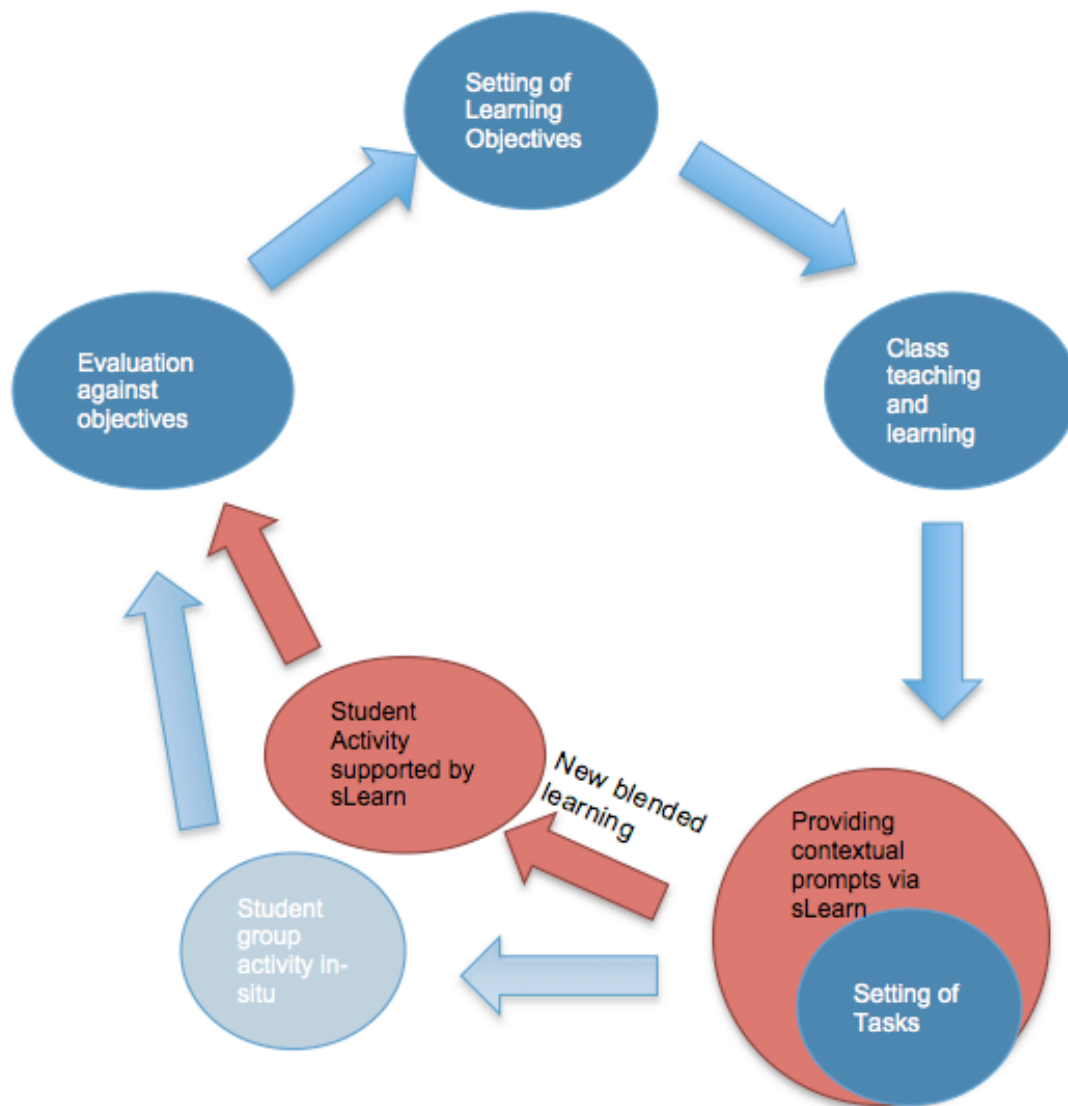 Setting of
Learning
Objectives
Class
teaching
and
learning
Evaluation
against
objectives
Student
Activity
supported by
sLearn
New blended
learning
Providing
contextual
prompts via
sLearn
Setting of
Tasks
Student
group
activity in-
situ